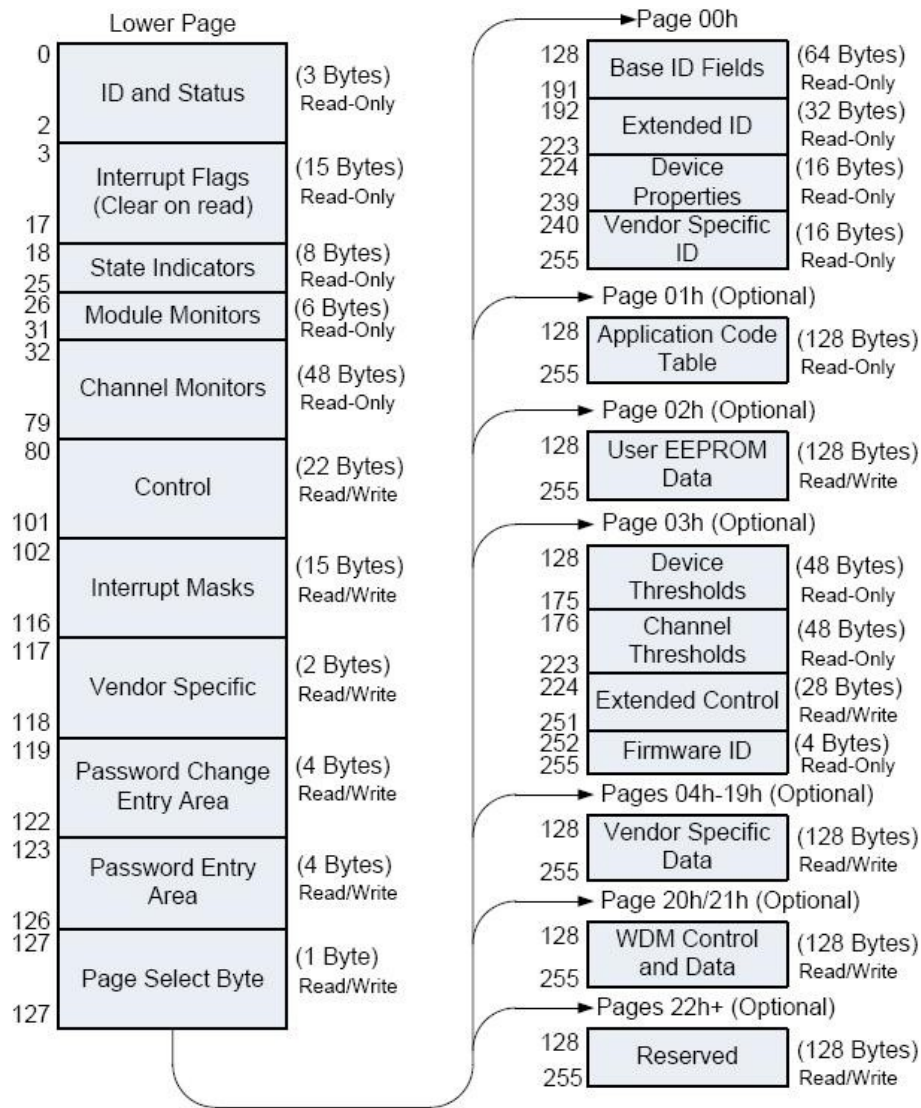 Lower Page
0
ID and Status
(3 Bytes)
Read-Only
2
3
Interrupt Flags
(Clear on read)
(15 Bytes)
Read-Only
17
18
State Indicators
(8 Bytes)
Read-Only
25
26
Module Monitors
(6 Bytes)
Read-Only
31
32
Channel Monitors
(48 Bytes)
Read-Only
79
80
Control
(22 Bytes)
Read/Write
101
102
Interrupt Masks
(15 Bytes)
Read/Write
116
117
Vendor Specific
(2 Bytes)
Read/Write
118
119
Password Change
Entry Area
(4 Bytes)
Read/Write
122
123
Password Entry
Area
(4 Bytes)
Read/Write
126
127
Page Select Byte
(1 Byte)
Read/Write
127
Page 00h
128
Base ID Fields
(64 Bytes)
Read-Only
191
192
Extended ID
(32 Bytes)
Read-Only
223
224
Device
Properties
(16 Bytes)
Read-Only
239
240
Vendor Specific
ID
(16 Bytes)
Read-Only
255
Page 01h (Optional)
128
Application Code
Table
(128 Bytes)
Read-Only
255
Page 02h (Optional)
128
User EEPROM
Data
(128 Bytes)
Read/Write
255
Page 03h (Optional)
128
Device
Thresholds
(48 Bytes)
Read-Only
175
176
Channel
Thresholds
(48 Bytes)
Read-Only
223
224
Extended Control
(28 Bytes)
Read/Write
251
252
Firmware ID
(4 Bytes)
Read-Only
255
Pages 04h-19h (Optional)
128
Vendor Specific
Data
(128 Bytes)
Read/Write
255
Page 20h/21h (Optional)
128
WDM Control
and Data
(128 Bytes)
Read/Write
255
Pages 22h+ (Optional)
128
Reserved
(128 Bytes)
Read/Write
255